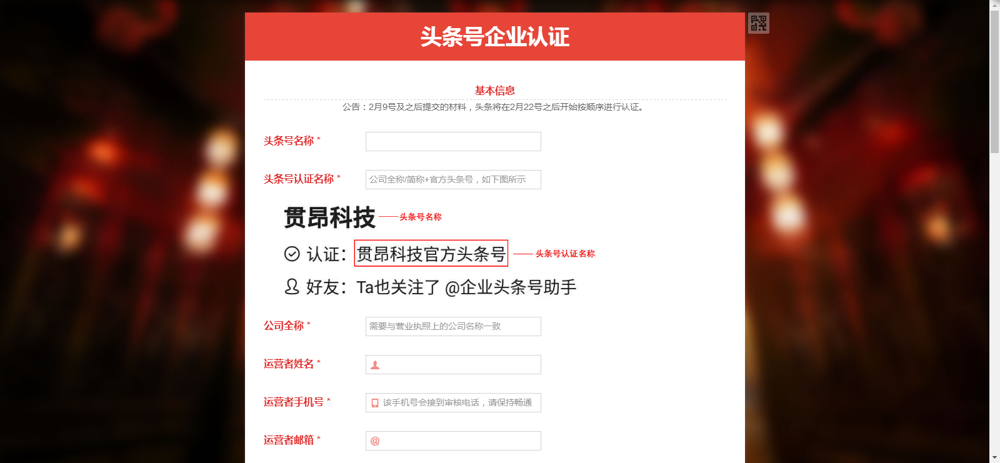 头条号企业认证
基本信息
公告：2月9号及之后提交的材料，头条将在2月22号之后开始按顺序进行认证。
头条号名称 *
头条号认证名称 *
公司全称/简称+官方头条号，如下图所示
贯昂科技
头条号名称
认证：贯昂科技官方头条号
头条号认证名称
好友：Ta也关注了 @企业头条号助手
公司全称 *
需要与营业执照上的公司名称一致
运营者姓名 *
运营者手机号 *
该手机号会接到审核电话，请保持畅通
运营者邮箱 *
@